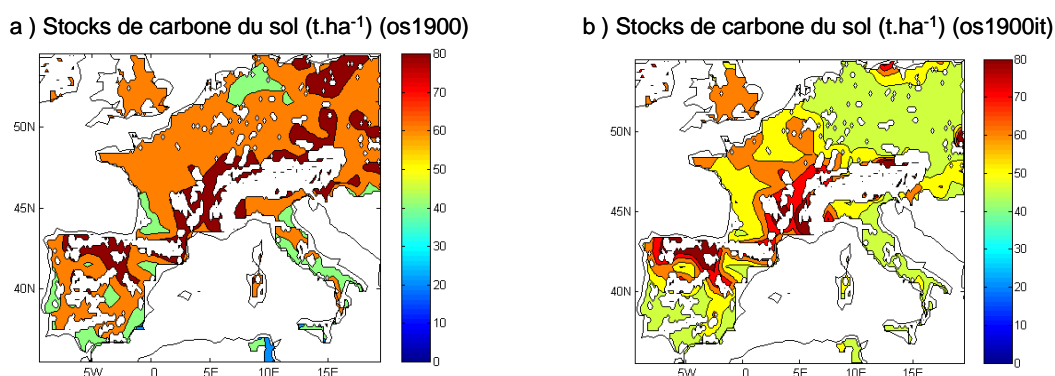 a ) Stocks de carbone du sol (t.ha⁻¹) (os1900)
80
70
60
50
40
30
20
10
0
50N
45N
40N
5W 0 5E 10E 15E
b ) Stocks de carbone du sol (t.ha⁻¹) (os1900it)
80
70
60
50
40
30
20
10
0
50N
45N
40N
5W 0 5E 10E 15E